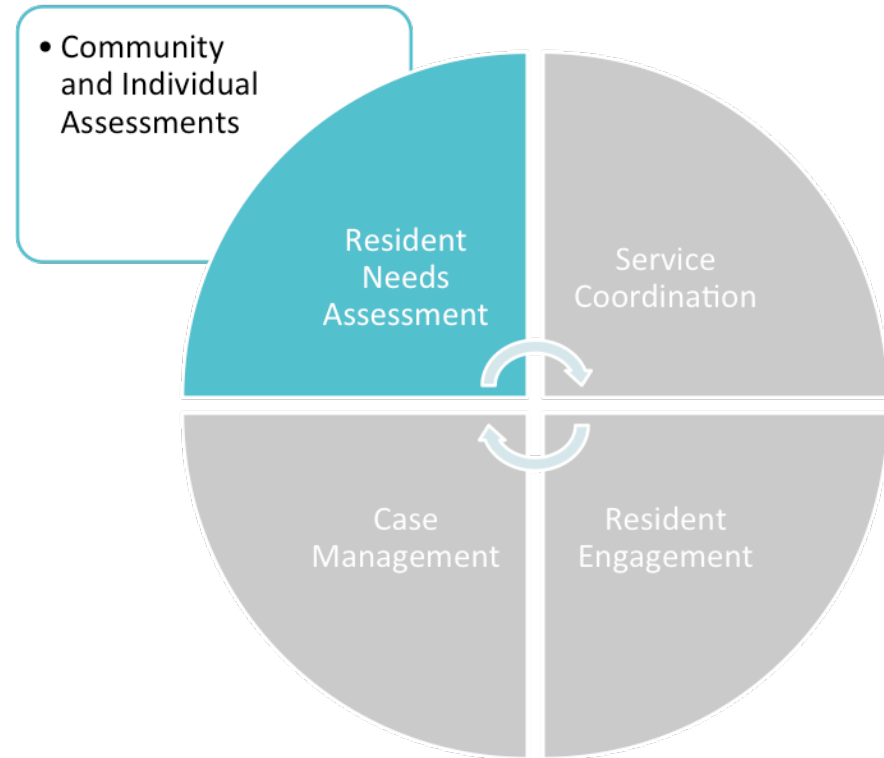 • Community
and Individual
Assessments
Resident
Needs
Assessment
Service
Coordination
Case
Management
Resident
Engagement